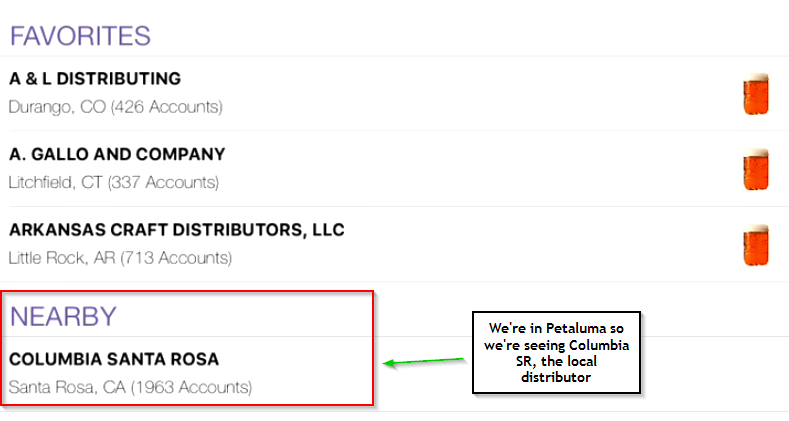 FAVORITES
A & L DISTRIBUTING
Durango, CO (426 Accounts)
A. GALLO AND COMPANY
Litchfield, CT (337 Accounts)
ARKANSAS CRAFT DISTRIBUTORS, LLC
Little Rock, AR (713 Accounts)
NEARBY
COLUMBIA SANTA ROSA
Santa Rosa, CA (1963 Accounts)
We're in Petaluma so
we're seeing Columbia
SR, the local
distributor